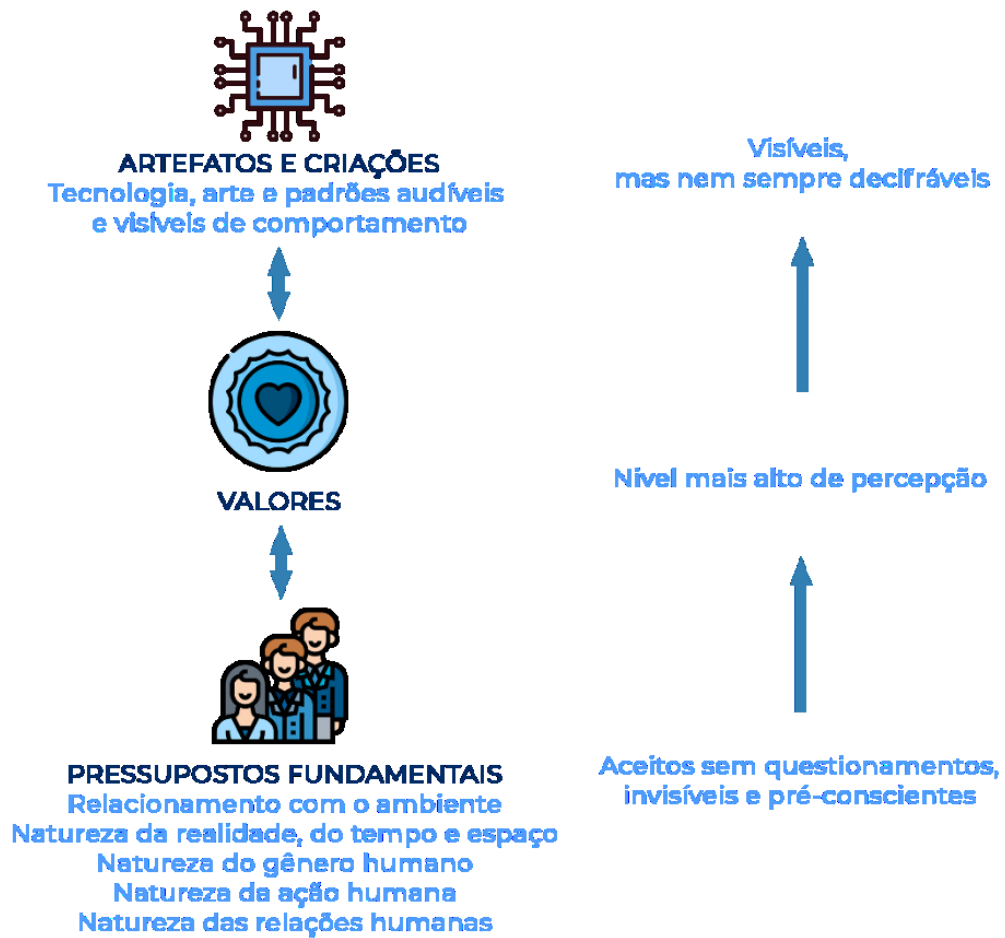 ARTEFATOS E CRIAÇÕES
Tecnologia, arte e padrões audíveis
e visíveis de comportamento
Visíveis,
mas nem sempre decifráveis
VALORES
Nível mais alto de percepção
PRESSUPOSTOS FUNDAMENTAIS
Relacionamento com o ambiente
Natureza da realidade, do tempo e espaço
Natureza do gênero humano
Natureza da ação humana
Natureza das relações humanas
Aceitos sem questionamentos,
invisíveis e pré-conscientes